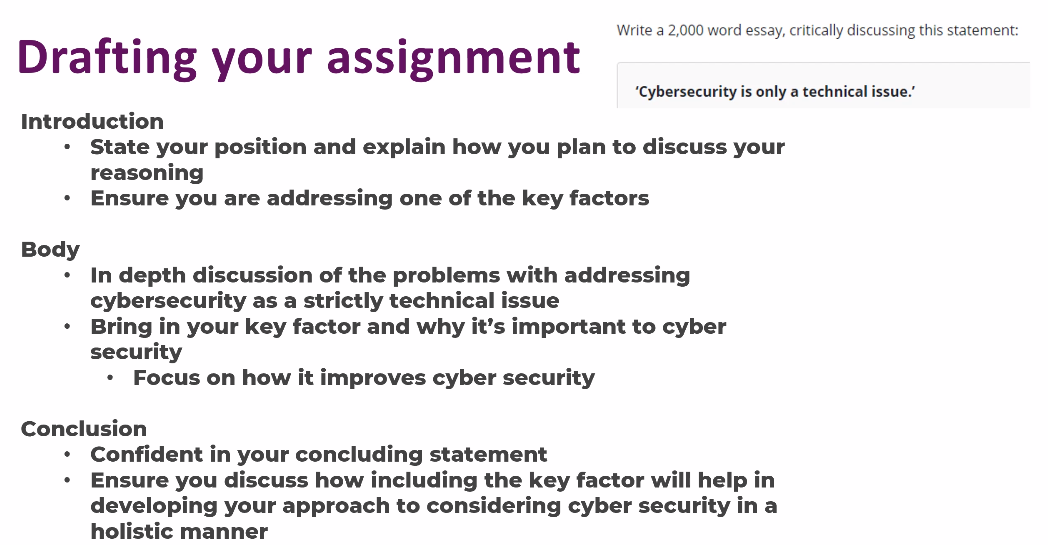 Drafting your assignment
Write a 2,000 word essay, critically discussing this statement:
‘Cybersecurity is only a technical issue.’
Introduction
• State your position and explain how you plan to discuss your
reasoning
• Ensure you are addressing one of the key factors
Body
• In depth discussion of the problems with addressing
cybersecurity as a strictly technical issue
• Bring in your key factor and why it’s important to cyber
security
• Focus on how it improves cyber security
Conclusion
• Confident in your concluding statement
• Ensure you discuss how including the key factor will help in
developing your approach to considering cyber security in a
holistic manner